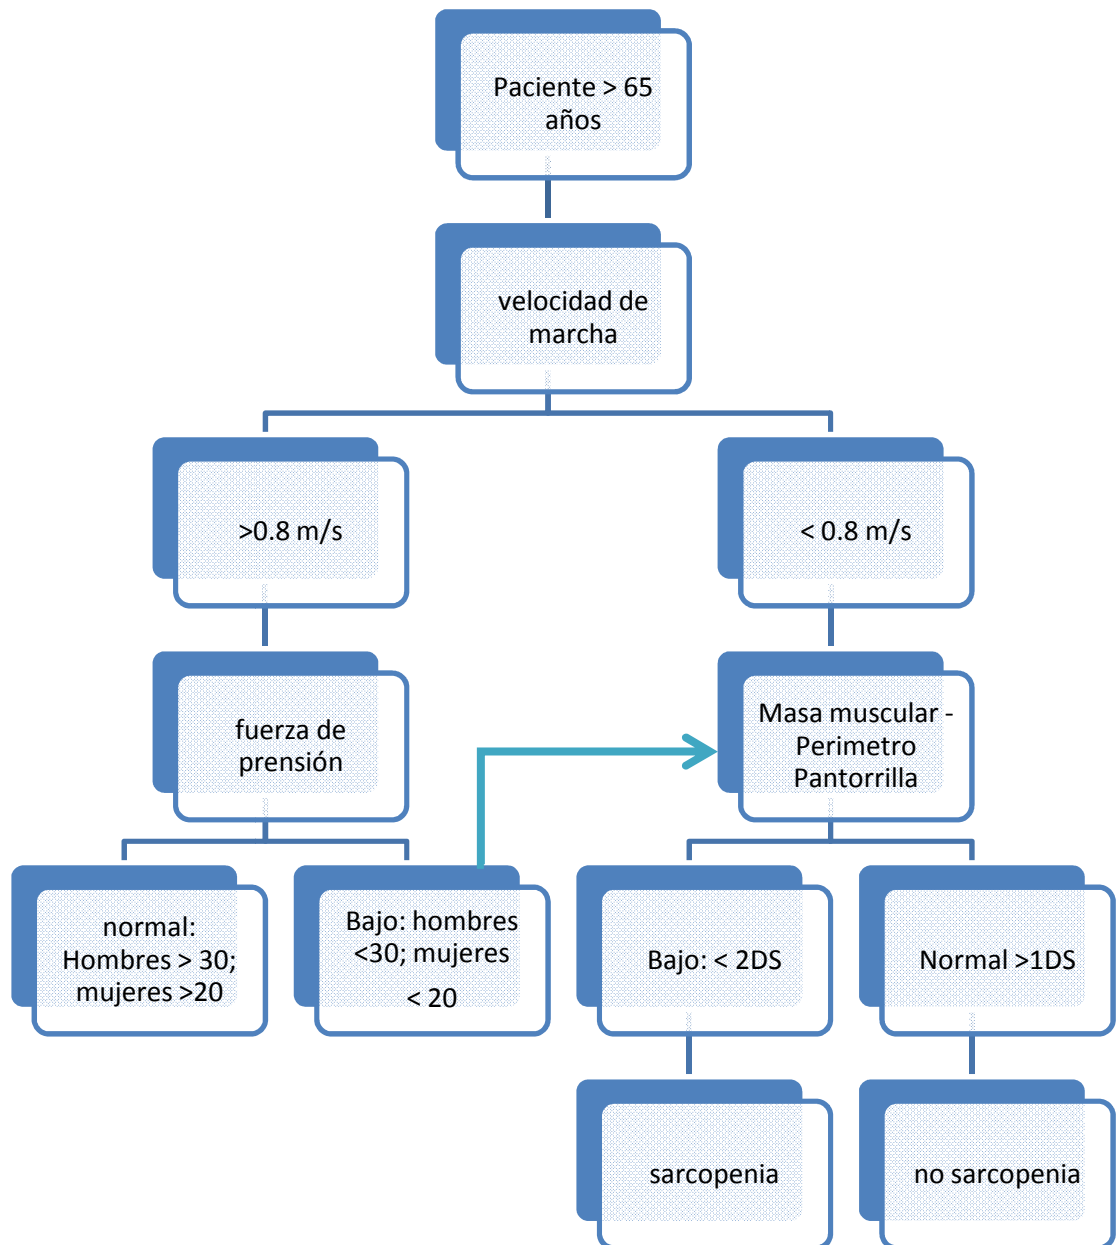 Paciente > 65
años
velocidad de
marcha
>0.8 m/s
< 0.8 m/s
fuerza de
prensión
Masa muscular -
Perimetro
Pantorrilla
normal:
Hombres > 30;
mujeres >20
Bajo: hombres
<30; mujeres
< 20
Bajo: < 2DS
Normal >1DS
sarcopenia
no sarcopenia